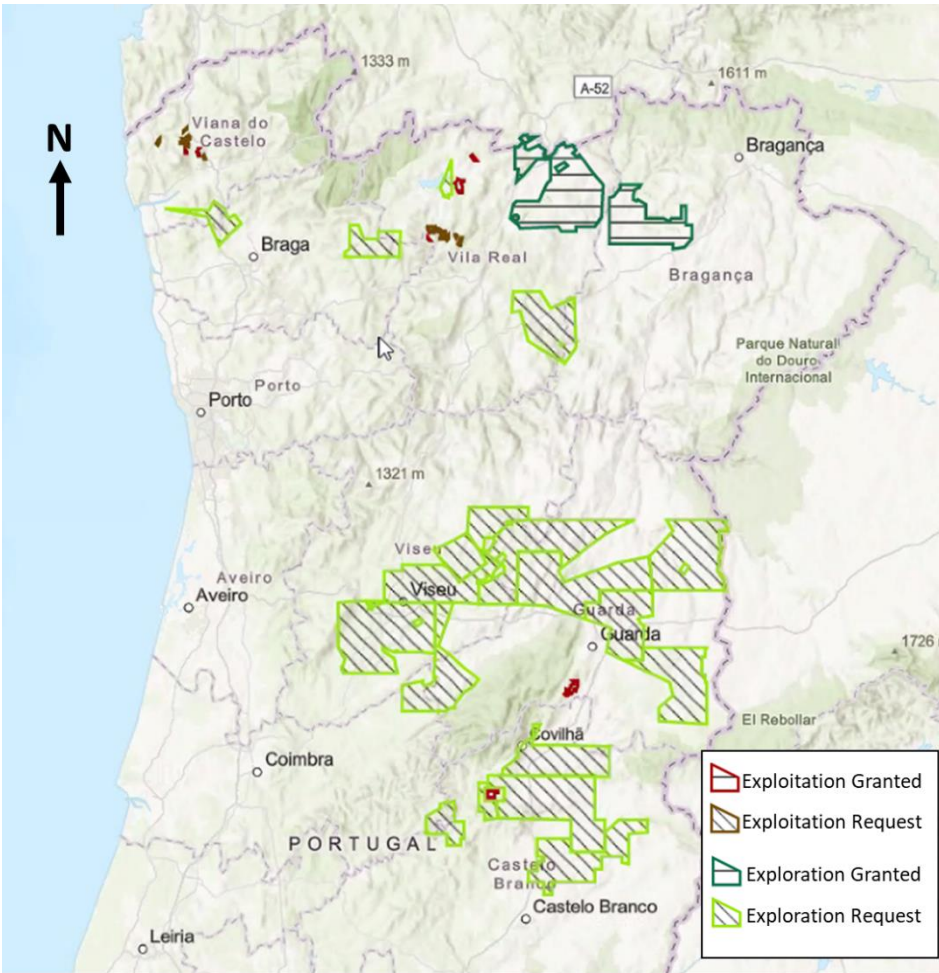 1333 m
1611 m
A-52
Viana do
Castelo
N
Bragança
Braga
Vila Real
Bragança
Parque Natural
do Douro
Internacional
Porto
Porto
1321 m
Viseu
Aveiro
Viseu
Aveiro
Guarda
Guarda
1726
El Rebollar
Covilhã
Coimbra
Exploitation Granted
Exploitation Request
PORTUGAL
Castelo
Branco
Exploration Granted
Castelo Branco
Exploration Request
Leiria